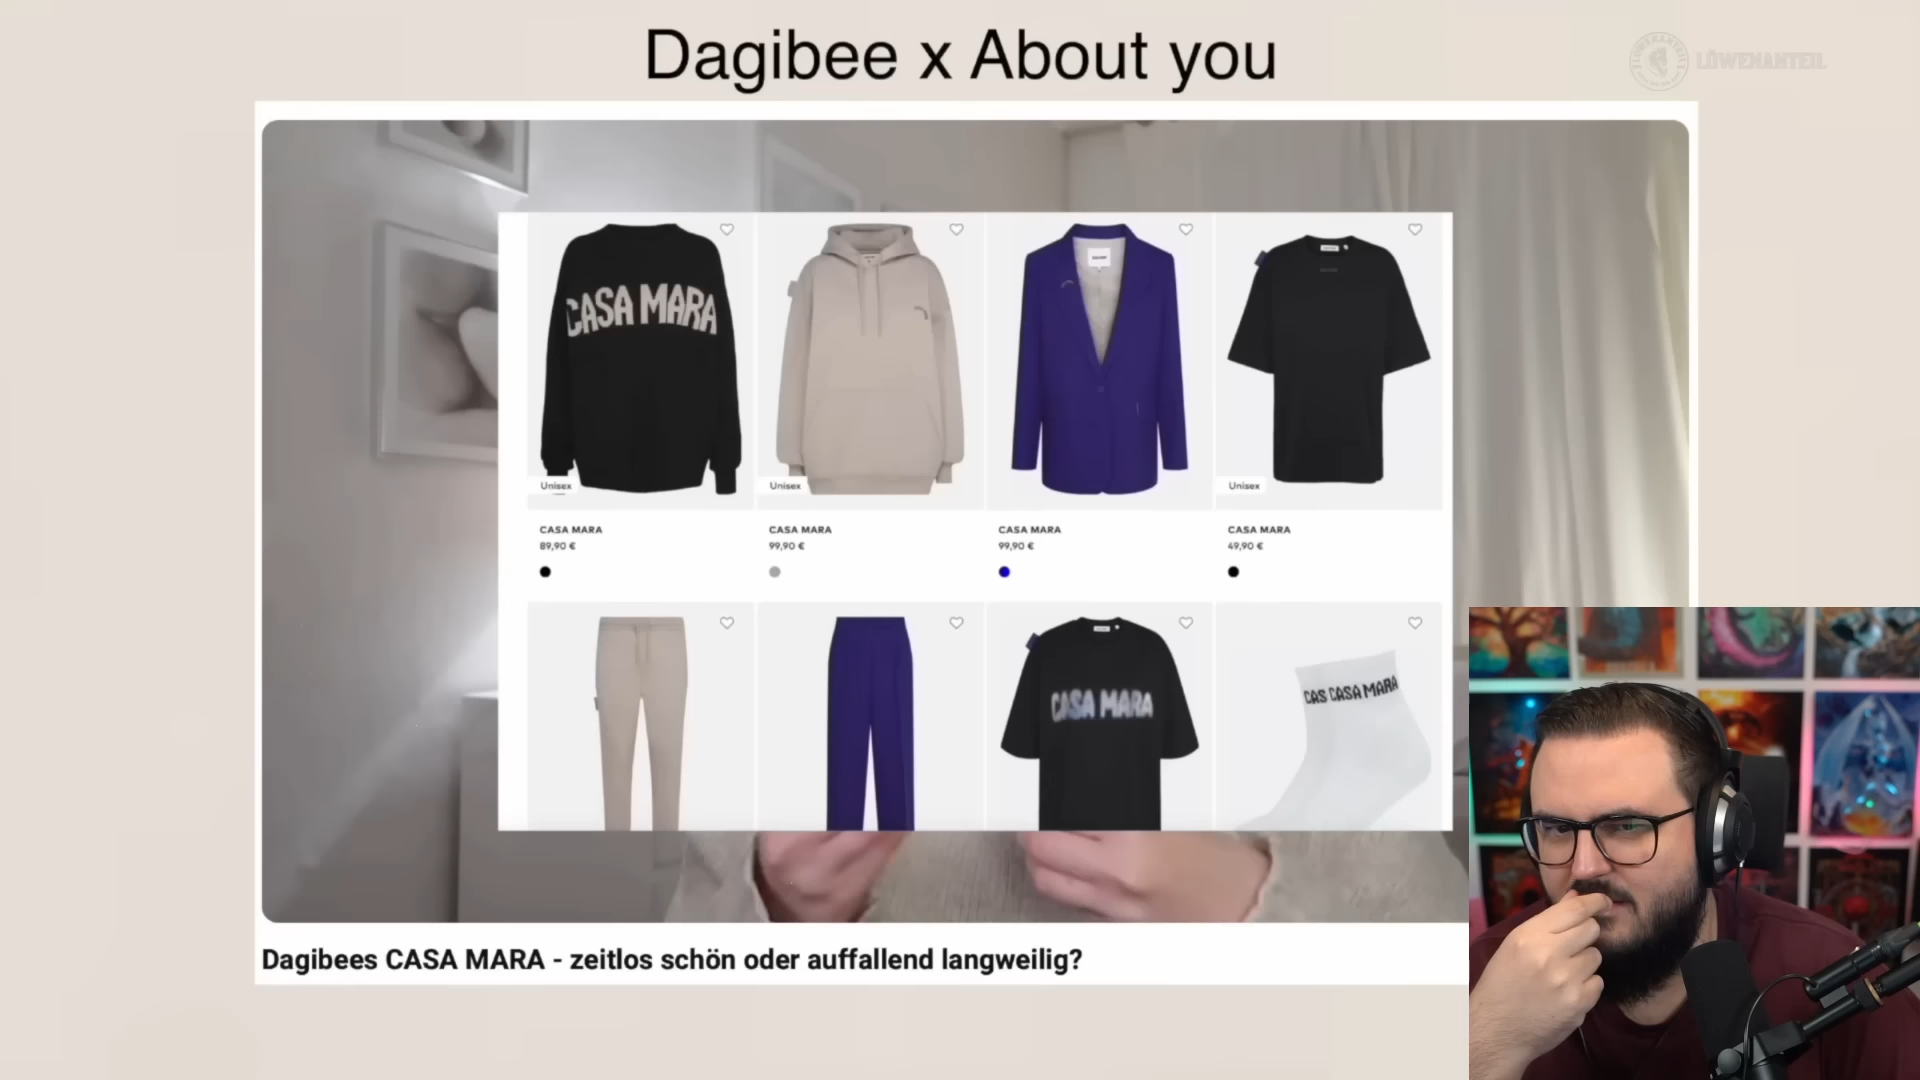 Dagibee x About you
LÖWENANTEIL
CASA MARA
Unisex
Unisex
CASA MARA
89,90 €
CASA MARA
99,90 €
CASA MARA
99,90 €
CASA MARA
49,90 €
CASA MARA
CAS CASA MARA
Dagibees CASA MARA - zeitlos schön oder auffallend langweilig?